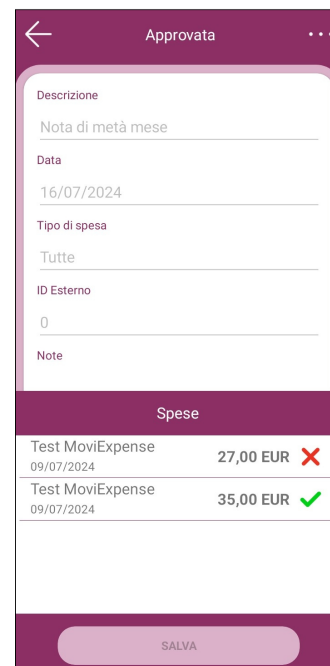 Approvata
Descrizione
Nota di metà mese
Data
16/07/2024
Tipo di spesa
Tutte
ID Esterno
0
Note
Spese
Test MoviExpense
27,00 EUR
09/07/2024
Test MoviExpense
35,00 EUR
09/07/2024
SALVA